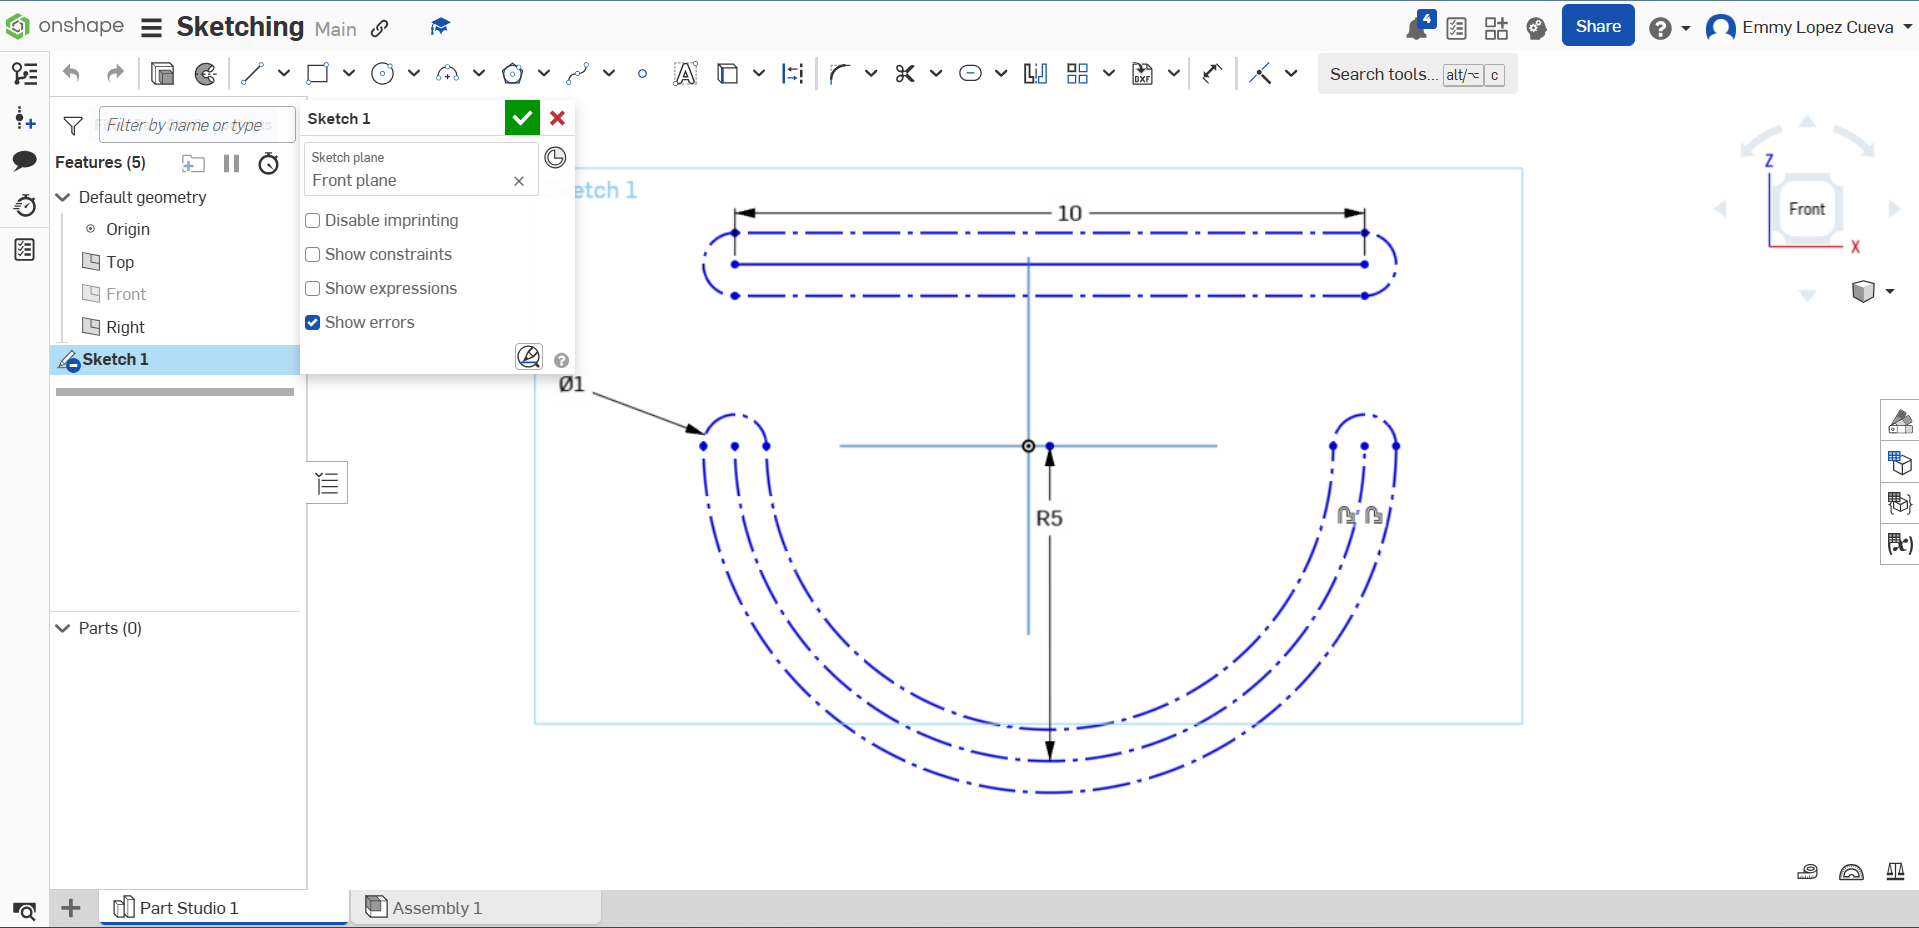 onshape Sketching Main 4 Share Emmy Lopez Cueva
Search tools... alt/⌥ c
Filter by name or type
Features (5)
Default geometry
Origin
Top
Front
Right
Sketch 1
Parts (0)
Sketch 1
Sketch plane
Front plane
Disable imprinting
Show constraints
Show expressions
Show errors
etch 1
10
Ø1
R5
Z
Front
X
Part Studio 1
Assembly 1